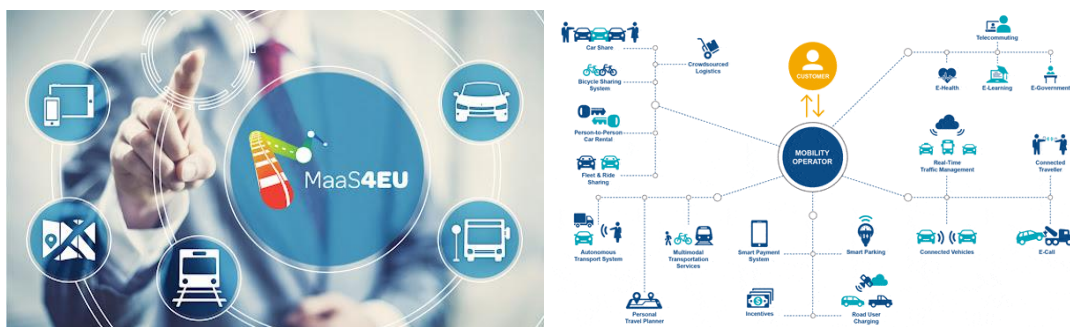 MaaS4EU
Car Share
Bicycle Sharing
System
Person-to-Person
Car Rental
Fleet & Ride
Sharing
Crowdsourced
Logistics
CUSTOMER
MOBILITY
OPERATOR
Telecommuting
E-Health
E-Learning
E-Government
Real-Time
Traffic Management
Connected
Traveller
Autonomous
Transport System
Multimodal
Transportation
Services
Personal
Travel Planner
Smart Payment
System
Smart Parking
Incentives
Road User
Charging
Connected Vehicles
E-Call